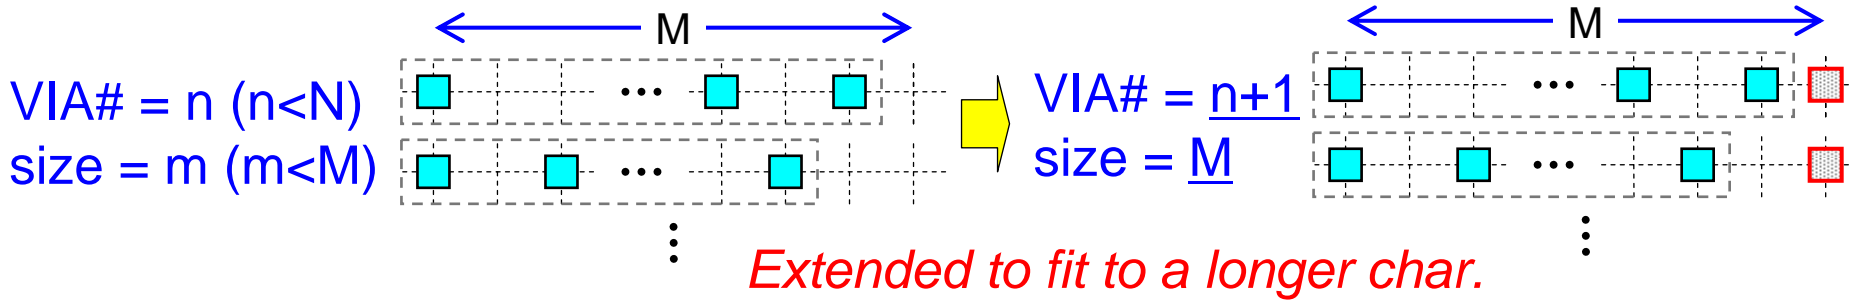 M
VIA# = n (n<N)
size = m (m<M)
M
VIA# = n+1
size = M
Extended to fit to a longer char.